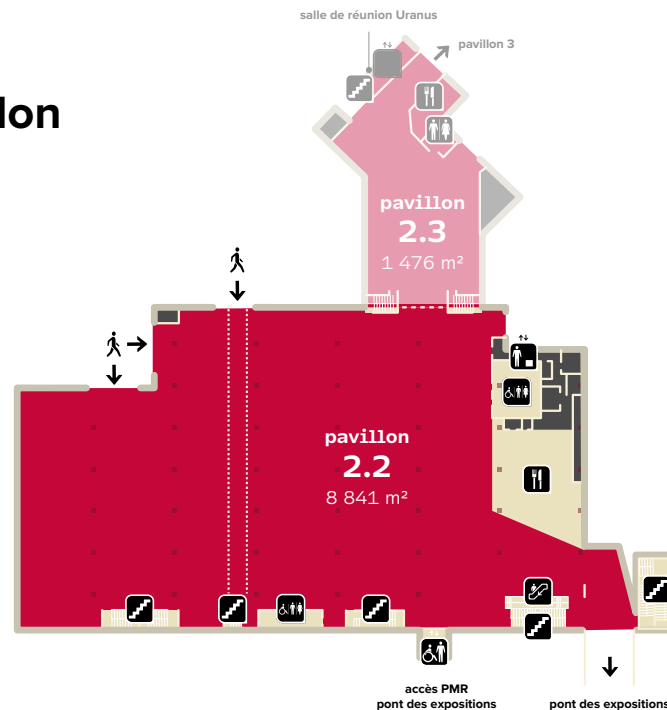 salle de réunion Uranus
pavillon 3
pavillon
2.3
1 476 m²
pavillon
2.2
8 841 m²
accès PMR
pont des expositions
pont des expositions